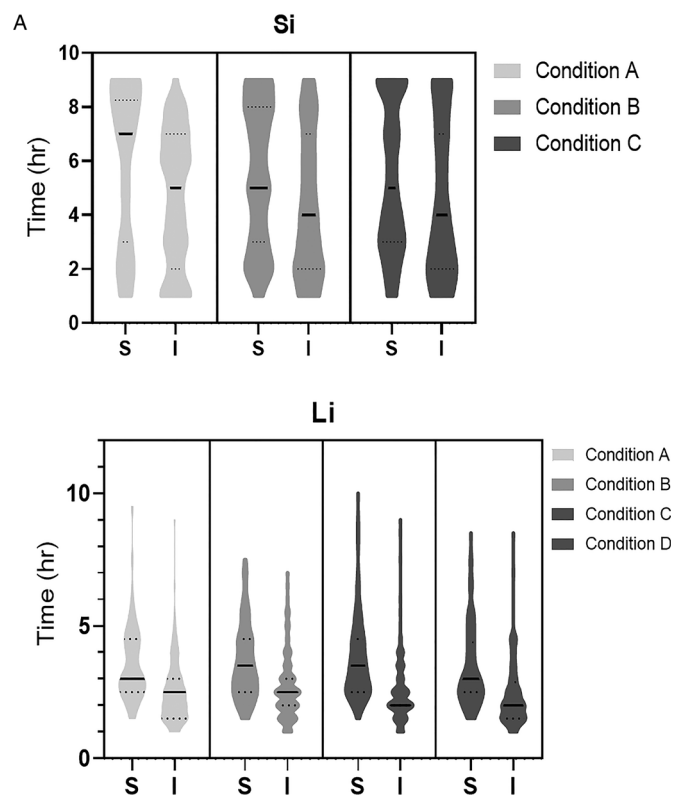 A
Si
10
8
6
4
2
0
Time (hr)
S I S I S I
Condition A
Condition B
Condition C
Li
10
5
0
Time (hr)
S I S I S I S I
Condition A
Condition B
Condition C
Condition D